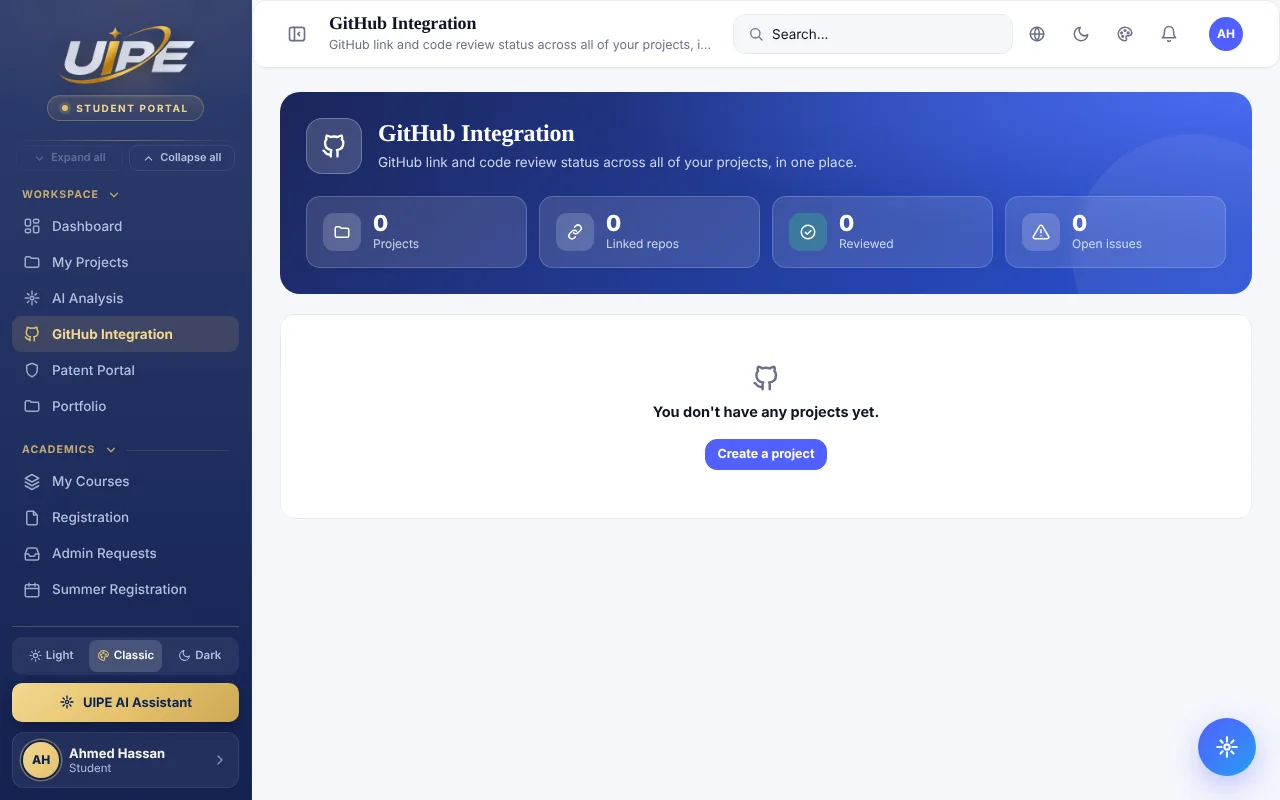 UIPE
STUDENT PORTAL
Expand all
Collapse all
WORKSPACE
Dashboard
My Projects
AI Analysis
GitHub Integration
Patent Portal
Portfolio
ACADEMICS
My Courses
Registration
Admin Requests
Summer Registration
Light
Classic
Dark
UIPE AI Assistant
AH
Ahmed Hassan
Student
GitHub Integration
GitHub link and code review status across all of your projects, i...
Search...
AH
GitHub Integration
GitHub link and code review status across all of your projects, in one place.
0
Projects
0
Linked repos
0
Reviewed
0
Open issues
You don't have any projects yet.
Create a project